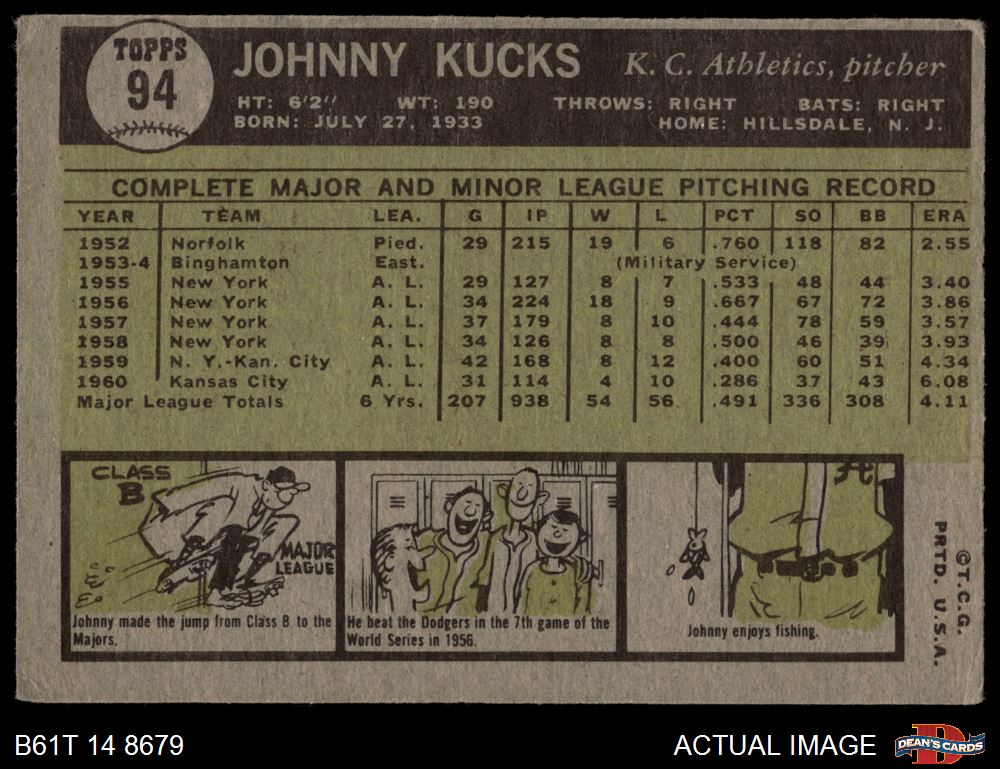 TOPPS
94
JOHNNY KUCKS K. C. Athletics, pitcher
HT: 6'2" WT: 190 THROWS: RIGHT BATS: RIGHT
BORN: JULY 27, 1933 HOME: HILLSDALE, N. J.
COMPLETE MAJOR AND MINOR LEAGUE PITCHING RECORD
YEAR TEAM LEA. G IP W L PCT SO BB ERA
1952 Norfolk Pied. 29 215 19 6 .760 118 82 2.55
1953-4 Binghamton East. (Military Service)
1955 New York A. L. 29 127 8 7 .533 48 44 3.40
1956 New York A. L. 34 224 18 9 .667 67 72 3.86
1957 New York A. L. 37 179 8 10 .444 78 59 3.57
1958 New York A. L. 34 126 8 8 .500 46 39 3.93
1959 N. Y.-Kan. City A. L. 42 168 8 12 .400 60 51 4.34
1960 Kansas City A. L. 31 114 4 10 .286 37 43 6.08
Major League Totals 6 Yrs. 207 938 54 56 .491 336 308 4.11
CLASS
B
MAJOR
LEAGUE
Johnny made the jump from Class B to the
Majors.
He beat the Dodgers in the 7th game of the
World Series in 1956.
A
Johnny enjoys fishing.
©T.C.G.
PRTD. U.S.A.
B61T 14 8679
ACTUAL IMAGE
D
DEAN'S CARDS